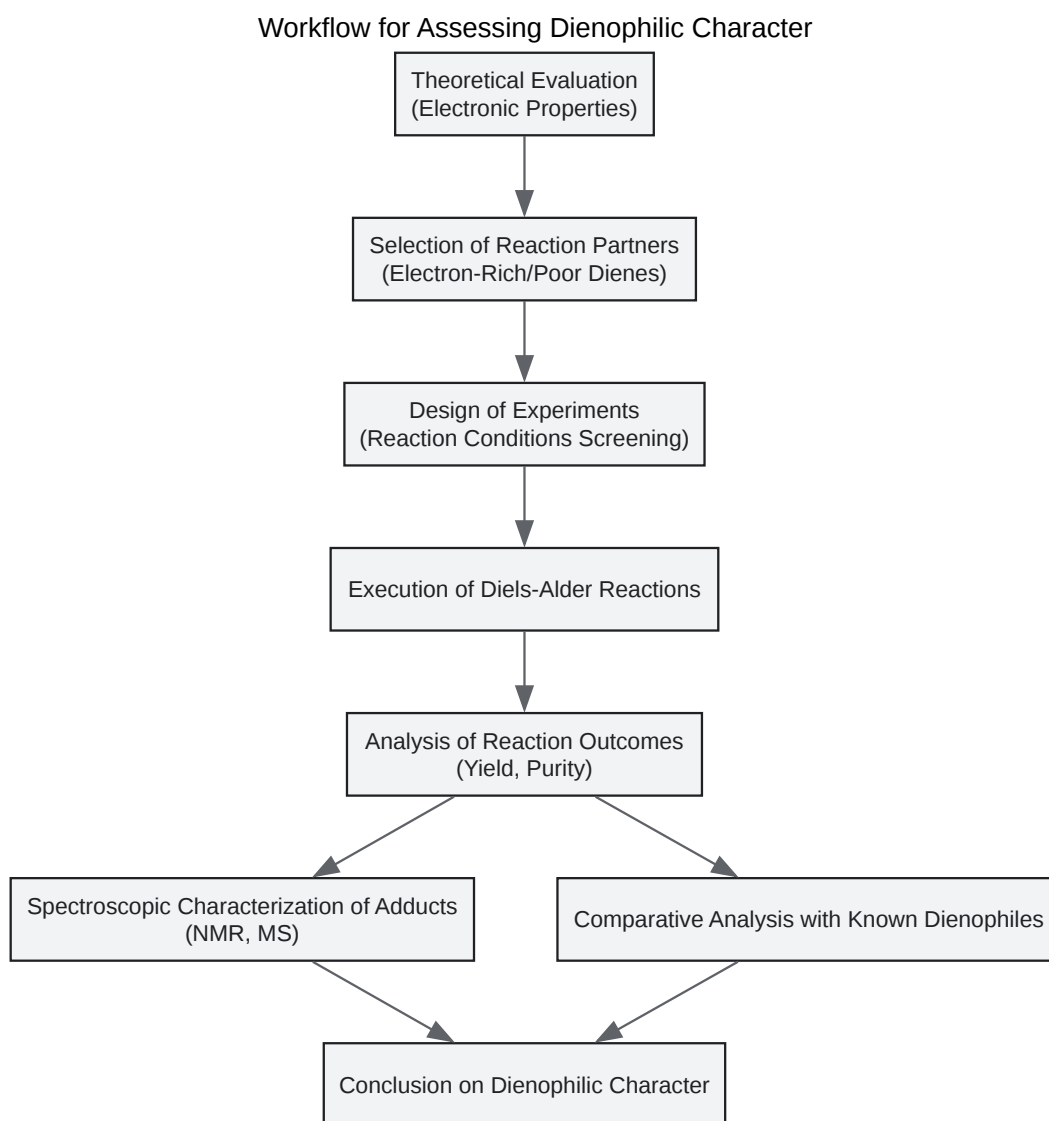 Workflow for Assessing Dienophilic Character
Theoretical Evaluation
(Electronic Properties)
Selection of Reaction Partners
(Electron-Rich/Poor Dienes)
Design of Experiments
(Reaction Conditions Screening)
Execution of Diels-Alder Reactions
Analysis of Reaction Outcomes
(Yield, Purity)
Spectroscopic Characterization of Adducts
(NMR, MS)
Comparative Analysis with Known Dienophiles
Conclusion on Dienophilic Character